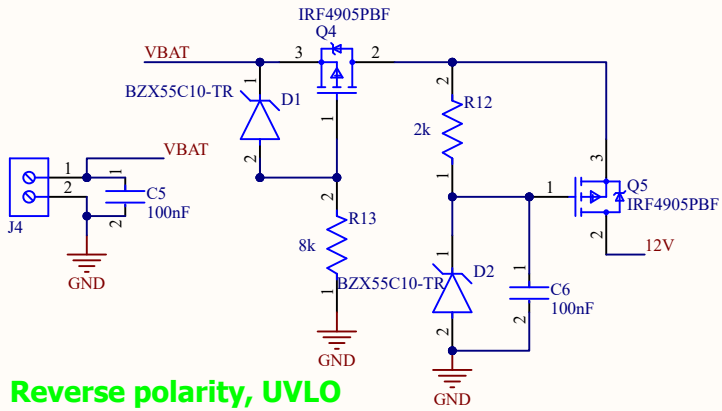 IRF4905PBF
Q4
VBAT
3
2
1
BZX55C10-TR
D1
1
2
1
2
R12
2k
1
VBAT
1
2
J4
1
C5
100nF
2
GND
2
R13
8k
1
GND
3
1
Q5
IRF4905PBF
2
12V
1
D2
BZX55C10-TR
2
1
C6
100nF
2
GND
Reverse polarity, UVLO